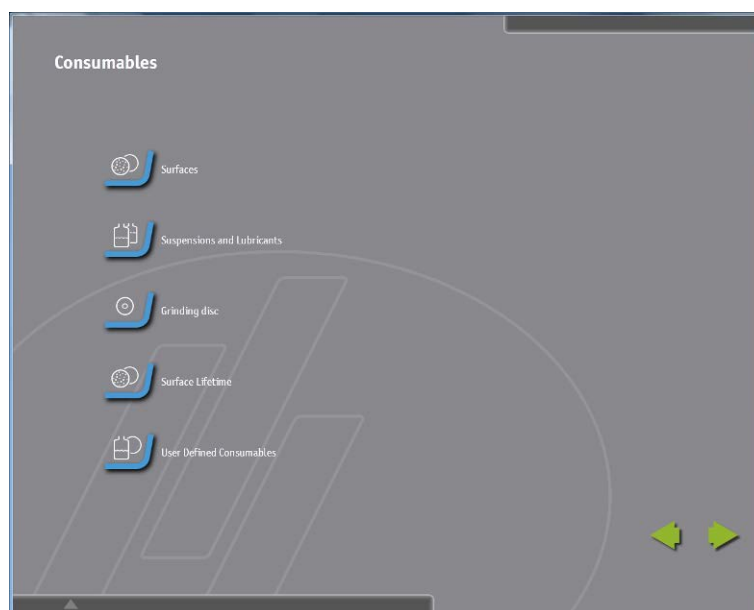 Consumables
Surfaces
Suspensions and Lubricants
Grinding disc
Surface Lifetime
User Defined Consumables